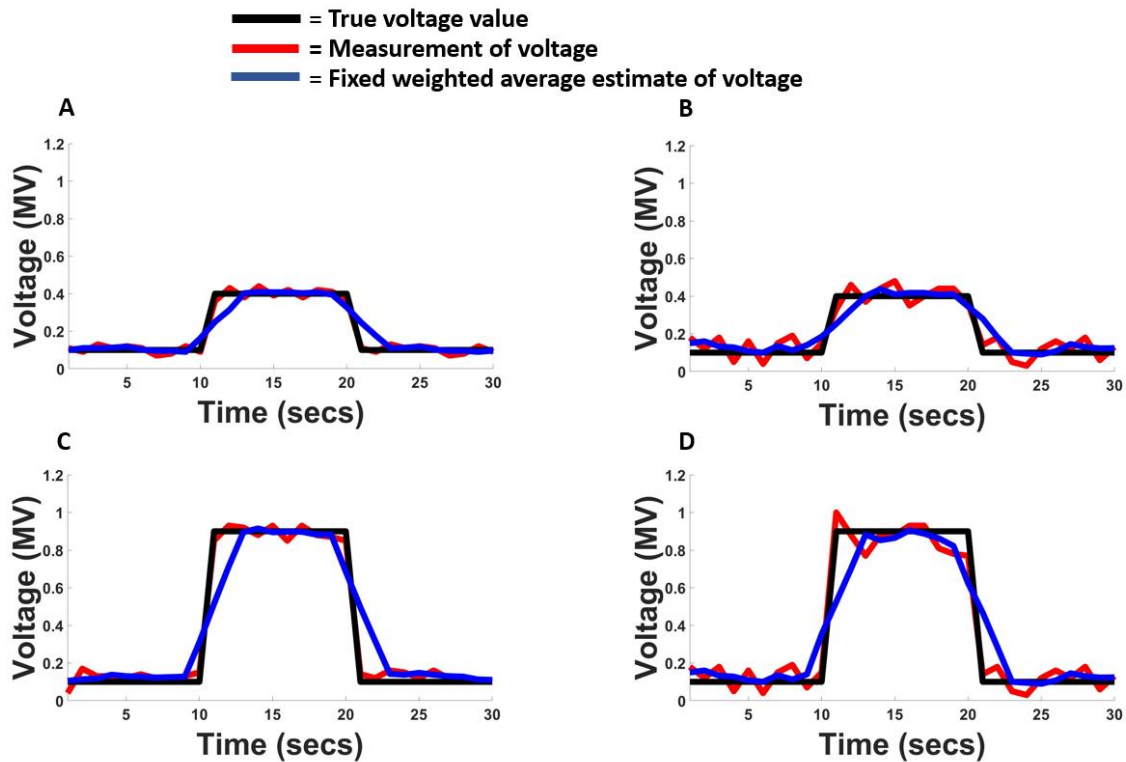 = True voltage value
= Measurement of voltage
= Fixed weighted average estimate of voltage
A
1.2
1
0.8
0.6
0.4
0.2
0
Voltage (MV)
5 10 15 20 25 30
Time (secs)
B
1.2
1
0.8
0.6
0.4
0.2
0
Voltage (MV)
5 10 15 20 25 30
Time (secs)
C
1.2
1
0.8
0.6
0.4
0.2
0
Voltage (MV)
5 10 15 20 25 30
Time (secs)
D
1.2
1
0.8
0.6
0.4
0.2
0
Voltage (MV)
5 10 15 20 25 30
Time (secs)